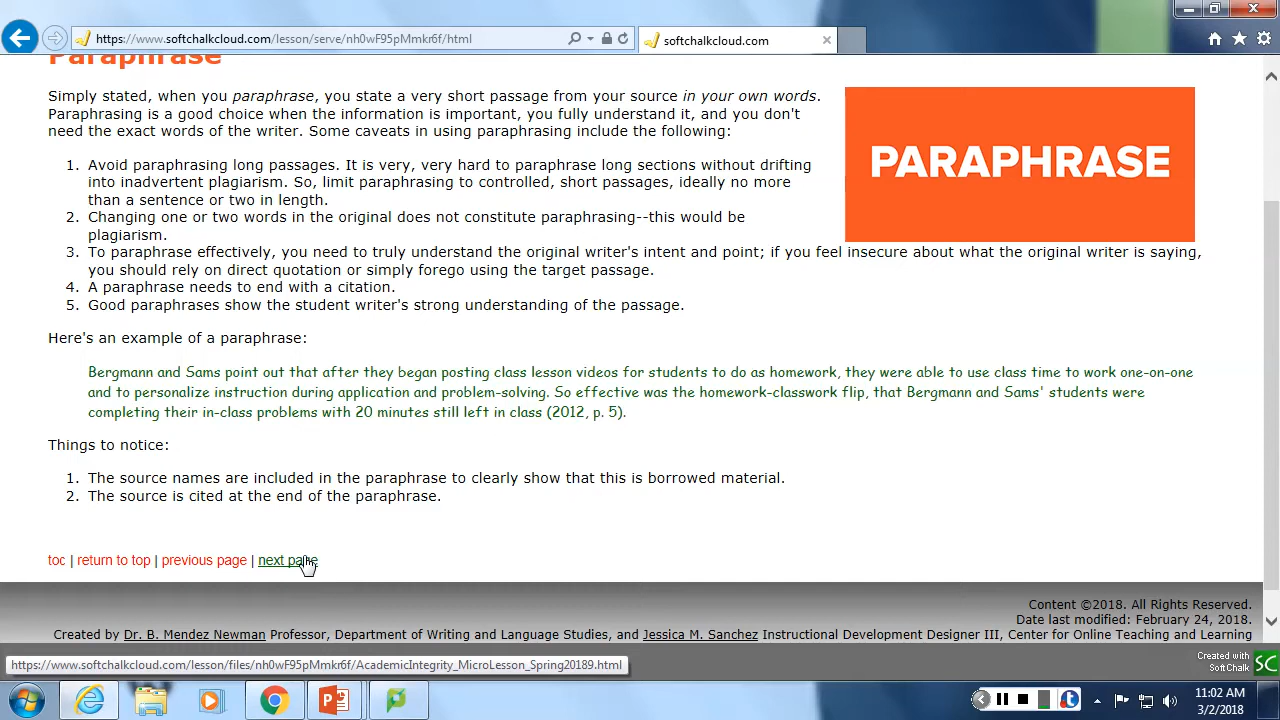 https://www.softchalkcloud.com/lesson/serve/nh0wF95pMmkr6f/html
softchalkcloud.com
Paraphrase
Simply stated, when you paraphrase, you state a very short passage from your source in your own words.
Paraphrasing is a good choice when the information is important, you fully understand it, and you don't
need the exact words of the writer. Some caveats in using paraphrasing include the following:
PARAPHRASE
1. Avoid paraphrasing long passages. It is very, very hard to paraphrase long sections without drifting
into inadvertent plagiarism. So, limit paraphrasing to controlled, short passages, ideally no more
than a sentence or two in length.
2. Changing one or two words in the original does not constitute paraphrasing--this would be
plagiarism.
3. To paraphrase effectively, you need to truly understand the original writer's intent and point; if you feel insecure about what the original writer is saying,
you should rely on direct quotation or simply forego using the target passage.
4. A paraphrase needs to end with a citation.
5. Good paraphrases show the student writer's strong understanding of the passage.
Here's an example of a paraphrase:
Bergmann and Sams point out that after they began posting class lesson videos for students to do as homework, they were able to use class time to work one-on-one
and to personalize instruction during application and problem-solving. So effective was the homework-classwork flip, that Bergmann and Sams' students were
completing their in-class problems with 20 minutes still left in class (2012, p. 5).
Things to notice:
1. The source names are included in the paraphrase to clearly show that this is borrowed material.
2. The source is cited at the end of the paraphrase.
toc | return to top | previous page | next page
Content ©2018. All Rights Reserved.
Date last modified: February 24, 2018.
Created by Dr. B. Mendez Newman Professor, Department of Writing and Language Studies, and Jessica M. Sanchez Instructional Development Designer III, Center for Online Teaching and Learning
https://www.softchalkcloud.com/lesson/files/nh0wF95pMmkr6f/AcademicIntegrity_MicroLesson_Spring20189.html
Created with
SoftChalk
SC
11:02 AM
3/2/2018